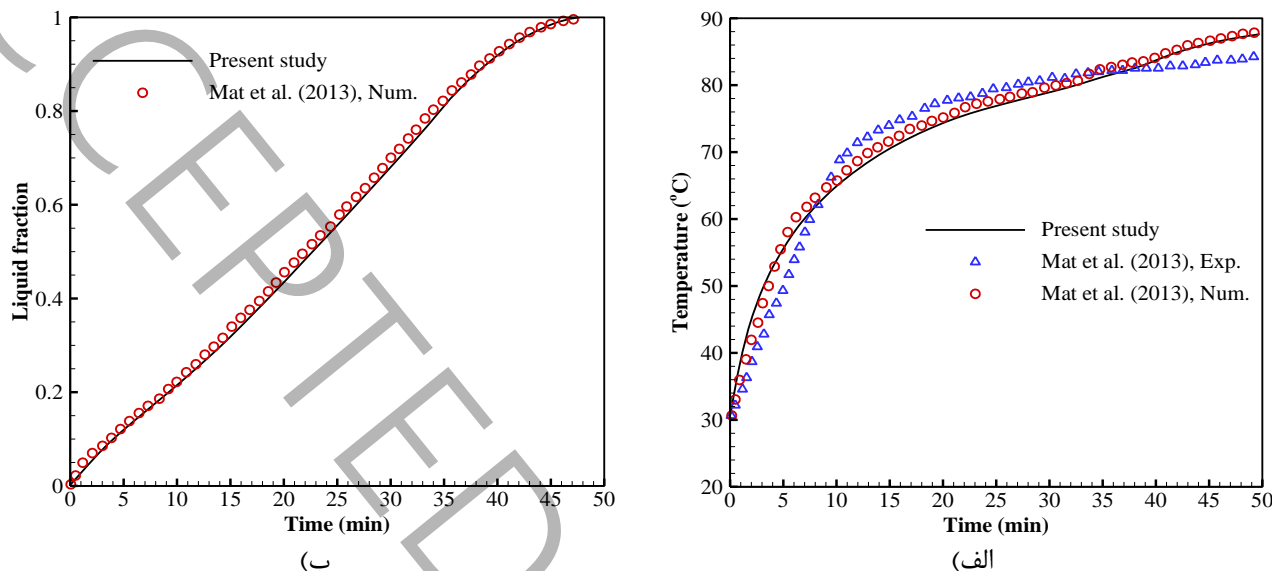 1
0.8
0.6
0.4
0.2
0
Liquid fraction
Present study
Mat et al. (2013), Num.
0 5 10 15 20 25 30 35 40 45 50
Time (min)
ب)
90
80
70
60
50
40
30
20
Temperature (°C)
Present study
Mat et al. (2013), Exp.
Mat et al. (2013), Num.
0 5 10 15 20 25 30 35 40 45 50
Time (min)
الف)
CCEPTED